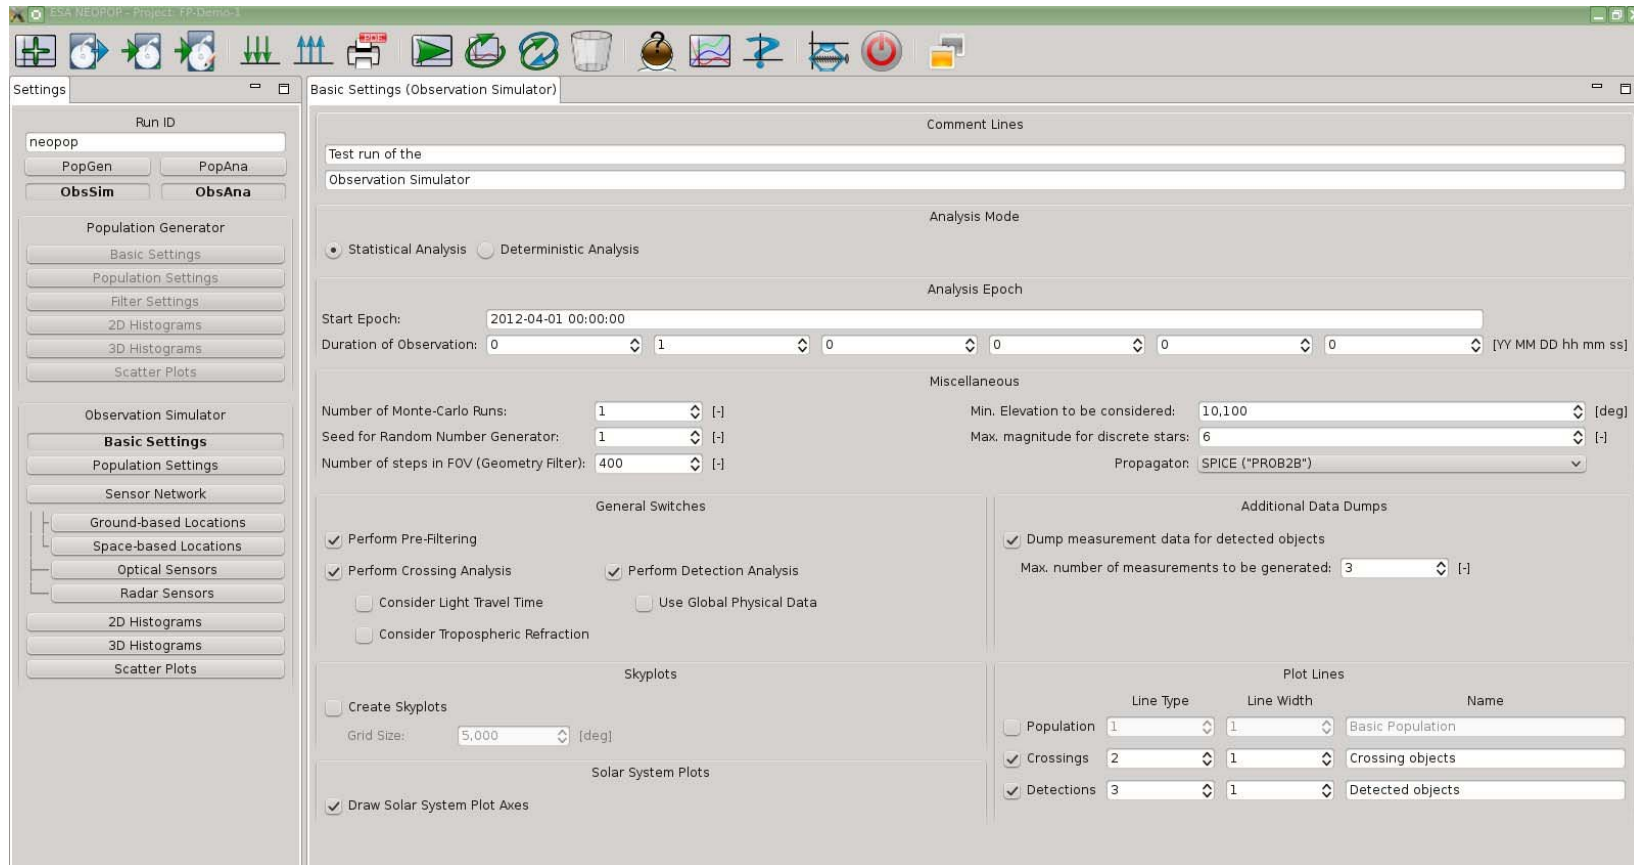 ESA NEOPOP - Project: FP-Demo-1
PDF
Settings
Run ID
neopop
PopGen PopAna
ObsSim ObsAna
Population Generator
Basic Settings
Population Settings
Filter Settings
2D Histograms
3D Histograms
Scatter Plots
Observation Simulator
Basic Settings
Population Settings
Sensor Network
Ground-based Locations
Space-based Locations
Optical Sensors
Radar Sensors
2D Histograms
3D Histograms
Scatter Plots
Basic Settings (Observation Simulator)
Comment Lines
Test run of the
Observation Simulator
Analysis Mode
Statistical Analysis Deterministic Analysis
Analysis Epoch
Start Epoch: 2012-04-01 00:00:00
Duration of Observation: 0 1 0 0 0 0 [YY MM DD hh mm ss]
Miscellaneous
Number of Monte-Carlo Runs: 1 [-]
Seed for Random Number Generator: 1 [-]
Number of steps in FOV (Geometry Filter): 400 [-]
Min. Elevation to be considered: 10,100 [deg]
Max. magnitude for discrete stars: 6 [-]
Propagator: SPICE ("PROB2B")
General Switches
Perform Pre-Filtering
Perform Crossing Analysis Perform Detection Analysis
Consider Light Travel Time Use Global Physical Data
Consider Tropospheric Refraction
Additional Data Dumps
Dump measurement data for detected objects
Max. number of measurements to be generated: 3 [-]
Skyplots
Create Skyplots
Grid Size: 5,000 [deg]
Solar System Plots
Draw Solar System Plot Axes
Plot Lines
Line Type Line Width Name
Population 1 1 Basic Population
Crossings 2 1 Crossing objects
Detections 3 1 Detected objects